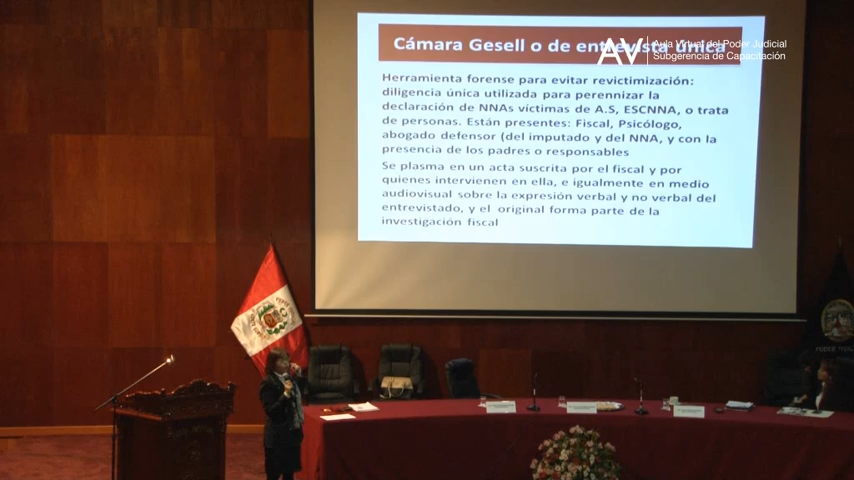 Cámara Gesell o de entrevista única
AV Aula Virtual del Poder Judicial
Subgerencia de Capacitación
Herramienta forense para evitar revictimización:
diligencia única utilizada para perennizar la
declaración de NNAs víctimas de A.S, ESCNNA, o trata
de personas. Están presentes: Fiscal, Psicólogo,
abogado defensor (del imputado y del NNA, y con la
presencia de los padres o responsables
Se plasma en un acta suscrita por el fiscal y por
quienes intervienen en ella, e igualmente en medio
audiovisual sobre la expresión verbal y no verbal del
entrevistado, y el original forma parte de la
investigación fiscal